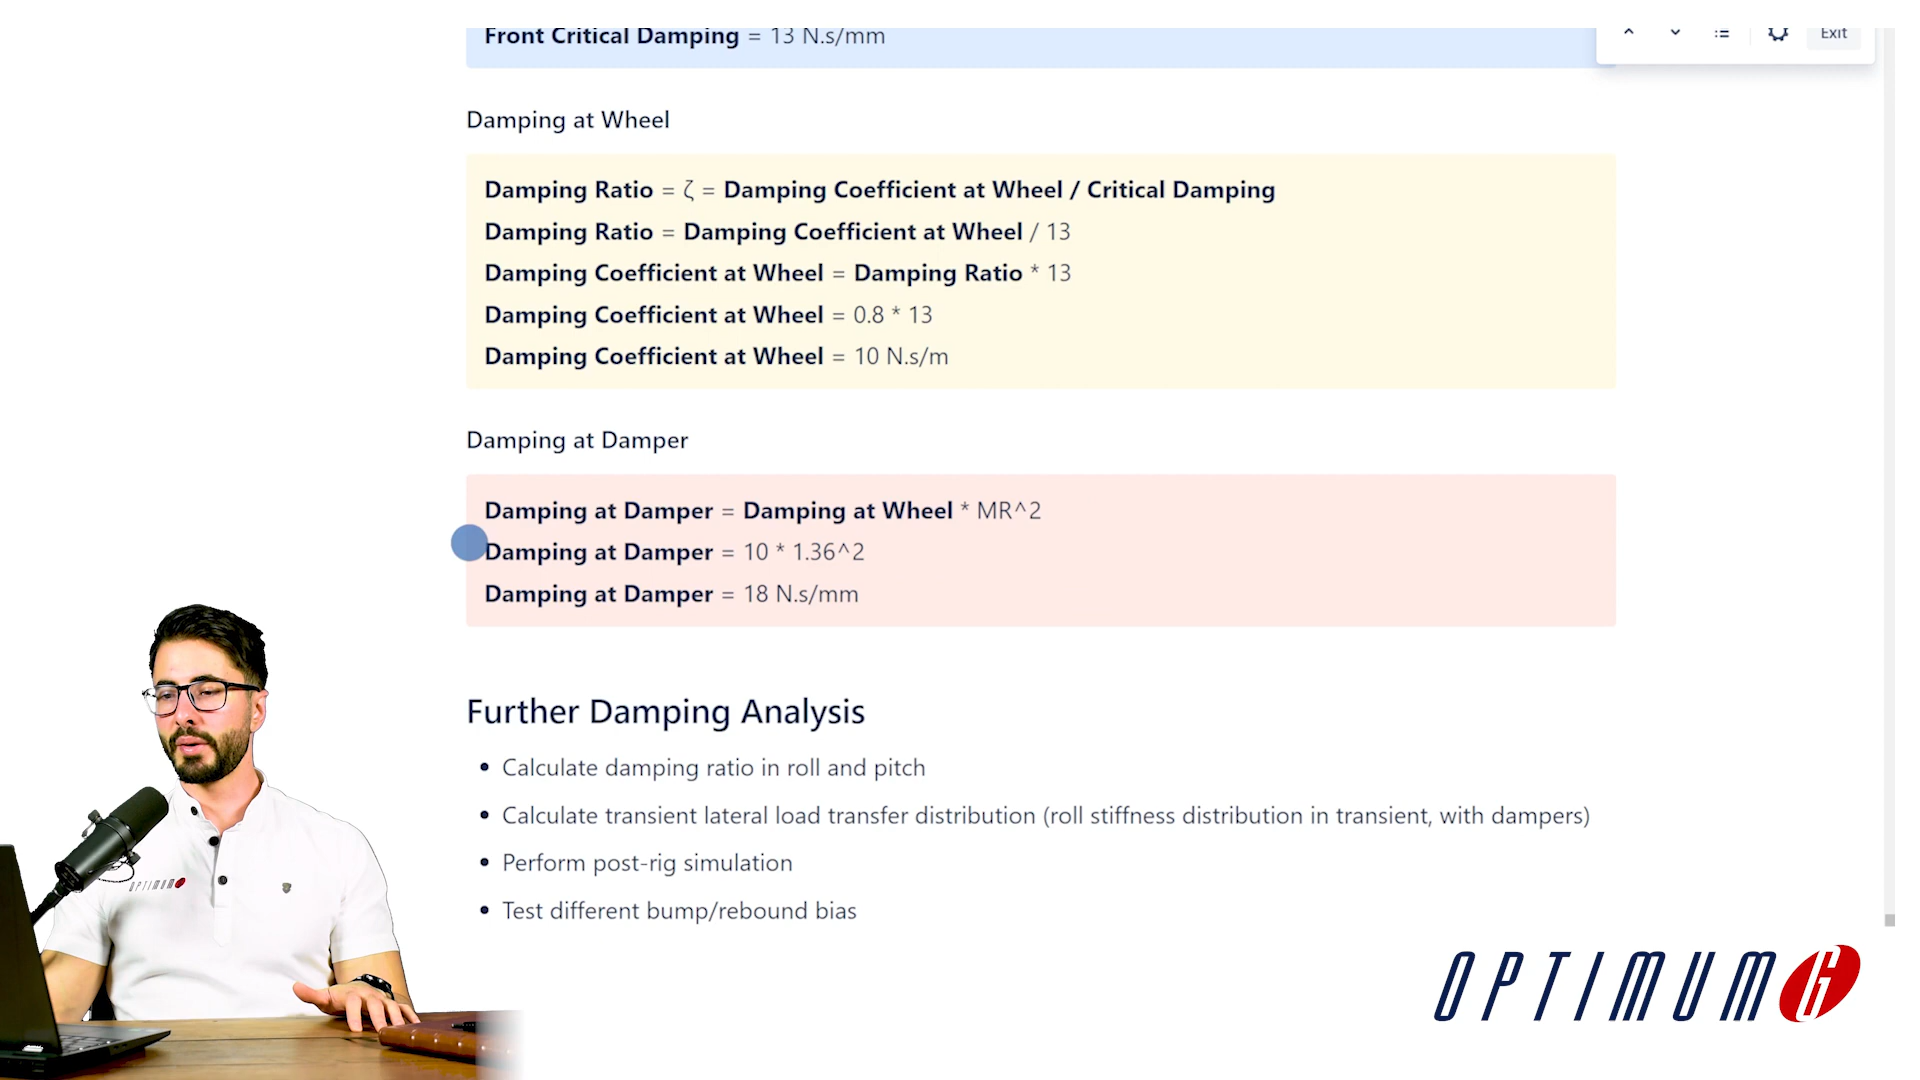 Front Critical Damping = 13 N.s/mm
Exit
Damping at Wheel
Damping Ratio = ζ = Damping Coefficient at Wheel / Critical Damping
Damping Ratio = Damping Coefficient at Wheel / 13
Damping Coefficient at Wheel = Damping Ratio * 13
Damping Coefficient at Wheel = 0.8 * 13
Damping Coefficient at Wheel = 10 N.s/m
Damping at Damper
Damping at Damper = Damping at Wheel * MR^2
Damping at Damper = 10 * 1.36^2
Damping at Damper = 18 N.s/mm
Further Damping Analysis
• Calculate damping ratio in roll and pitch
• Calculate transient lateral load transfer distribution (roll stiffness distribution in transient, with dampers)
• Perform post-rig simulation
• Test different bump/rebound bias
OPTIMUM
OPTIMUM G